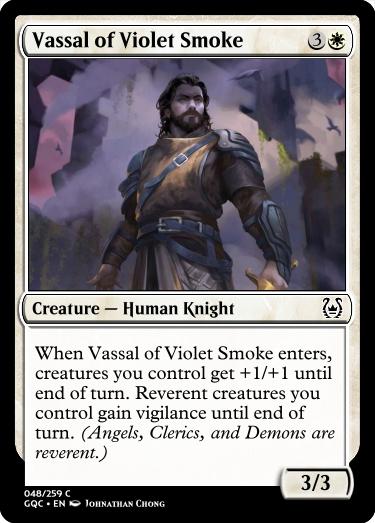 Vassal of Violet Smoke 3
Creature — Human Knight
When Vassal of Violet Smoke enters,
creatures you control get +1/+1 until
end of turn. Reverent creatures you
control gain vigilance until end of
turn. (Angels, Clerics, and Demons are
reverent.)
3/3
048/259 C
GQC • EN Johnathan Chong